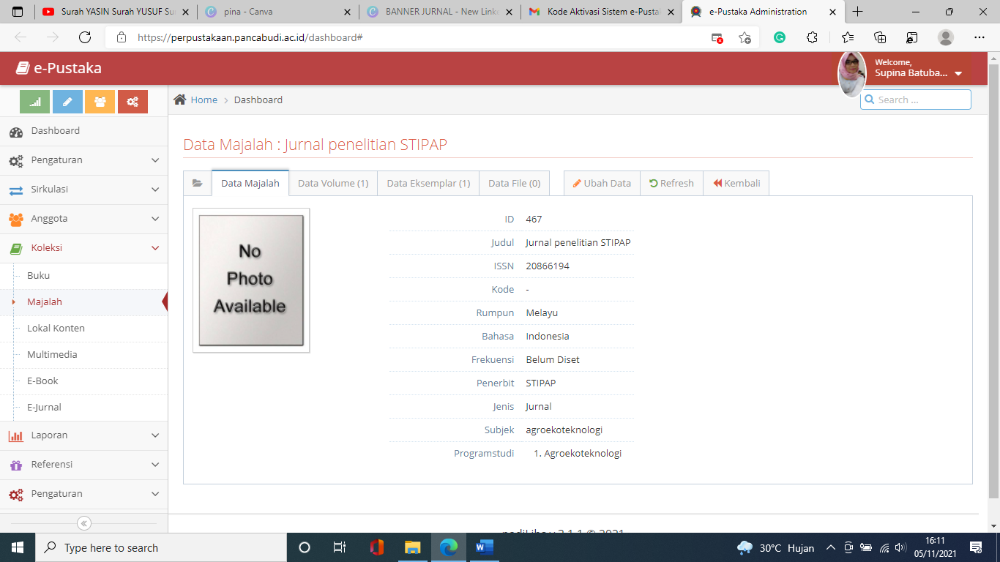 Surah YASIN Surah YUSUF Su
pina - Canva
BANNER JURNAL - New Linke
Kode Aktivasi Sistem e-Pustak
e-Pustaka Administration
https://perpustakaan.pancabudi.ac.id/dashboard#
e-Pustaka
Welcome,
Supina Batuba...
Home > Dashboard
Search ...
Dashboard
Pengaturan
Sirkulasi
Anggota
Koleksi
Buku
Majalah
Lokal Konten
Multimedia
E-Book
E-Jurnal
Laporan
Referensi
Pengaturan
Data Majalah : Jurnal penelitian STIPAP
Data Majalah
Data Volume (1)
Data Eksemplar (1)
Data File (0)
Ubah Data
Refresh
Kembali
No
Photo
Available
ID 467
Judul Jurnal penelitian STIPAP
ISSN 20866194
Kode -
Rumpun Melayu
Bahasa Indonesia
Frekuensi Belum Diset
Penerbit STIPAP
Jenis Jurnal
Subjek agroekoteknologi
Programstudi 1. Agroekoteknologi
Type here to search
30°C Hujan
16:11
05/11/2021